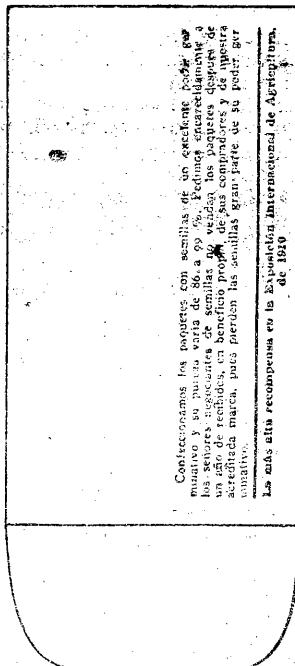 Confeccionamos los paquetes con semillas de un excelente poder ger
minativo y su pureza varia de 86 a 99 %. Pedimos encarecidamente a
los señores negociantes de semillas no vendan los paquetes después de
un año de recibidos, en beneficio propio, de sus compradores y de nuestra
acreditada marca, pues pierden las semillas gran parte de su poder ger
minativo.
La más alta recompensa en la Exposición Internacional de Agricultura,
de 1910